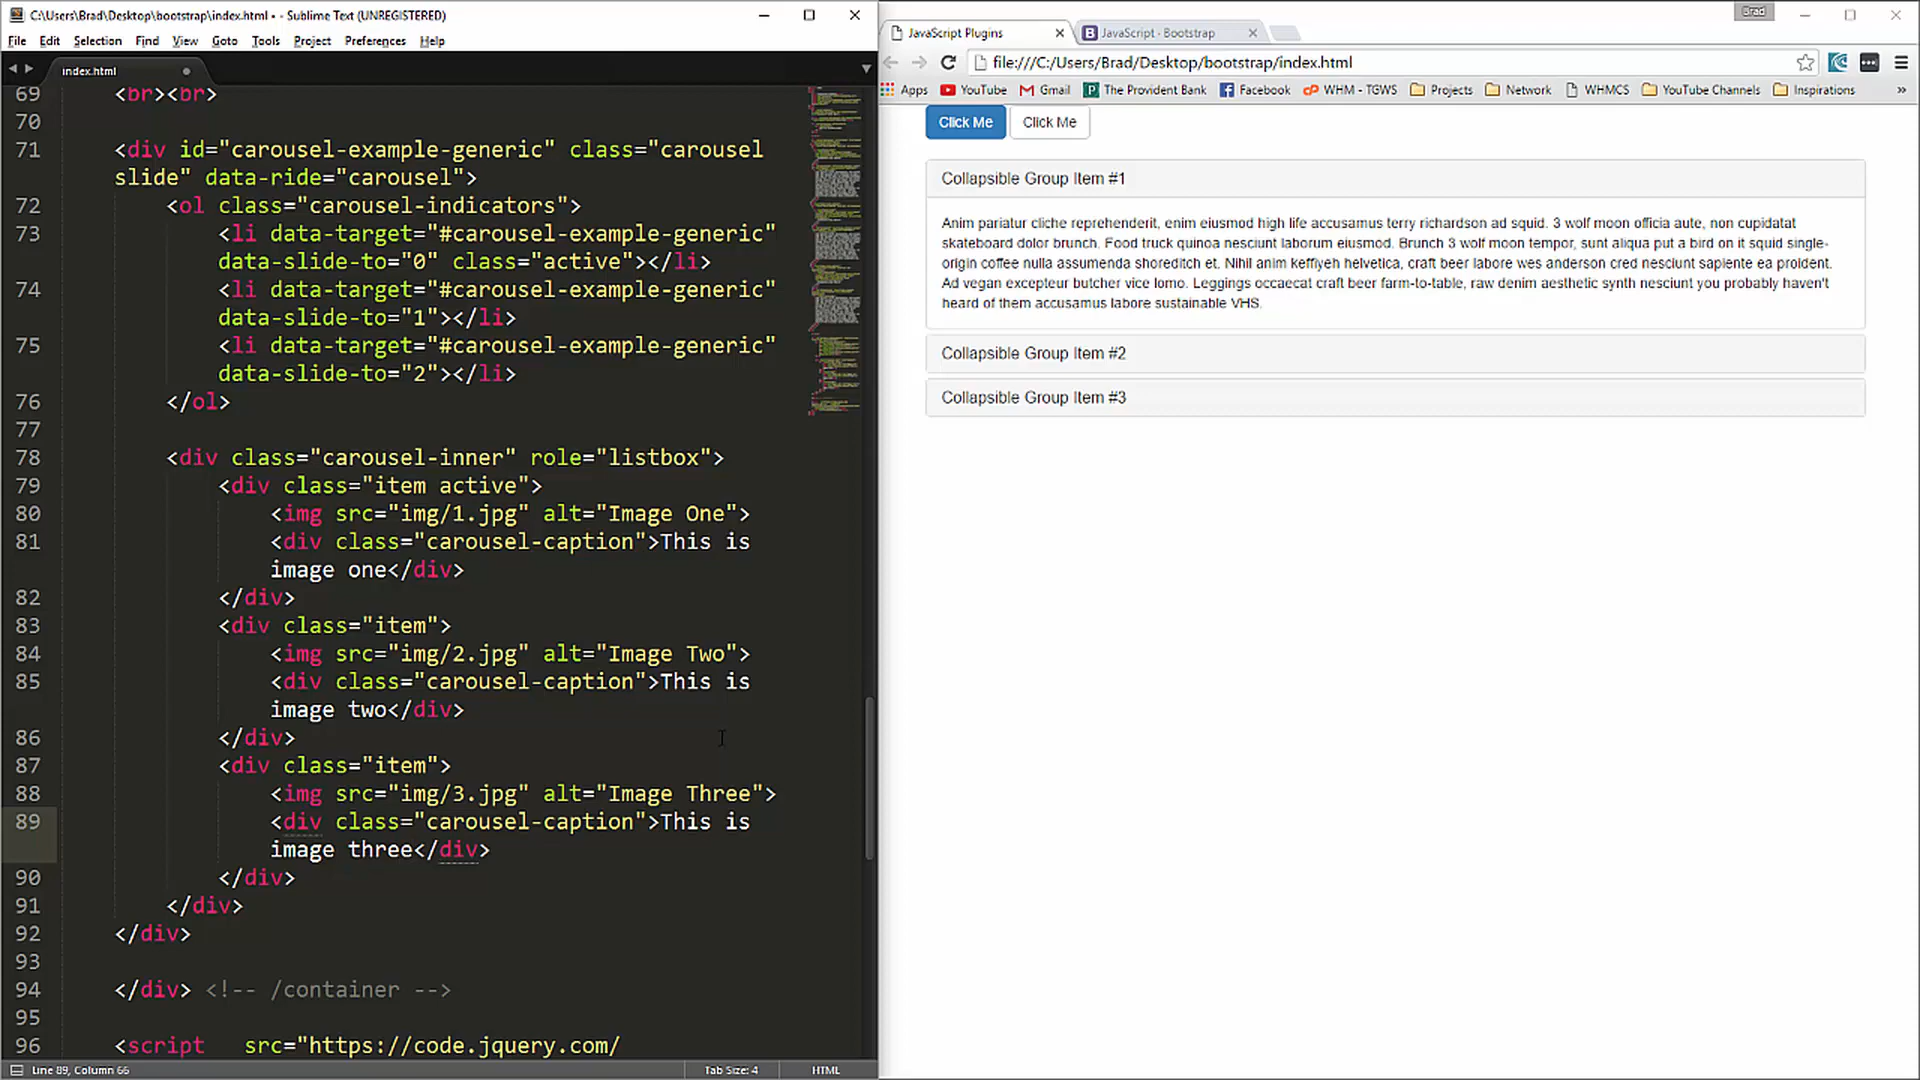 C:\Users\Brad\Desktop\bootstrap\index.html • - Sublime Text (UNREGISTERED)
File Edit Selection Find View Goto Tools Project Preferences Help
index.html
69 <br><br>
70
71 <div id="carousel-example-generic" class="carousel
slide" data-ride="carousel">
72 <ol class="carousel-indicators">
73 <li data-target="#carousel-example-generic"
data-slide-to="0" class="active"></li>
74 <li data-target="#carousel-example-generic"
data-slide-to="1"></li>
75 <li data-target="#carousel-example-generic"
data-slide-to="2"></li>
76 </ol>
77
78 <div class="carousel-inner" role="listbox">
79 <div class="item active">
80 <img src="img/1.jpg" alt="Image One">
81 <div class="carousel-caption">This is
image one</div>
82 </div>
83 <div class="item">
84 <img src="img/2.jpg" alt="Image Two">
85 <div class="carousel-caption">This is
image two</div>
86 </div>
87 <div class="item">
88 <img src="img/3.jpg" alt="Image Three">
89 <div class="carousel-caption">This is
image three</div>
90 </div>
91 </div>
92 </div>
93
94 </div> <!-- /container -->
95
96 <script src="https://code.jquery.com/
Line 89, Column 66 Tab Size: 4 HTML
Brad
JavaScript Plugins JavaScript · Bootstrap
file:///C:/Users/Brad/Desktop/bootstrap/index.html
Apps YouTube Gmail The Provident Bank Facebook WHM - TGWS Projects Network WHMCS YouTube Channels Inspirations »
Click Me Click Me
Collapsible Group Item #1
Anim pariatur cliche reprehenderit, enim eiusmod high life accusamus terry richardson ad squid. 3 wolf moon officia aute, non cupidatat
skateboard dolor brunch. Food truck quinoa nesciunt laborum eiusmod. Brunch 3 wolf moon tempor, sunt aliqua put a bird on it squid single-
origin coffee nulla assumenda shoreditch et. Nihil anim keffiyeh helvetica, craft beer labore wes anderson cred nesciunt sapiente ea proident.
Ad vegan excepteur butcher vice lomo. Leggings occaecat craft beer farm-to-table, raw denim aesthetic synth nesciunt you probably haven't
heard of them accusamus labore sustainable VHS.
Collapsible Group Item #2
Collapsible Group Item #3